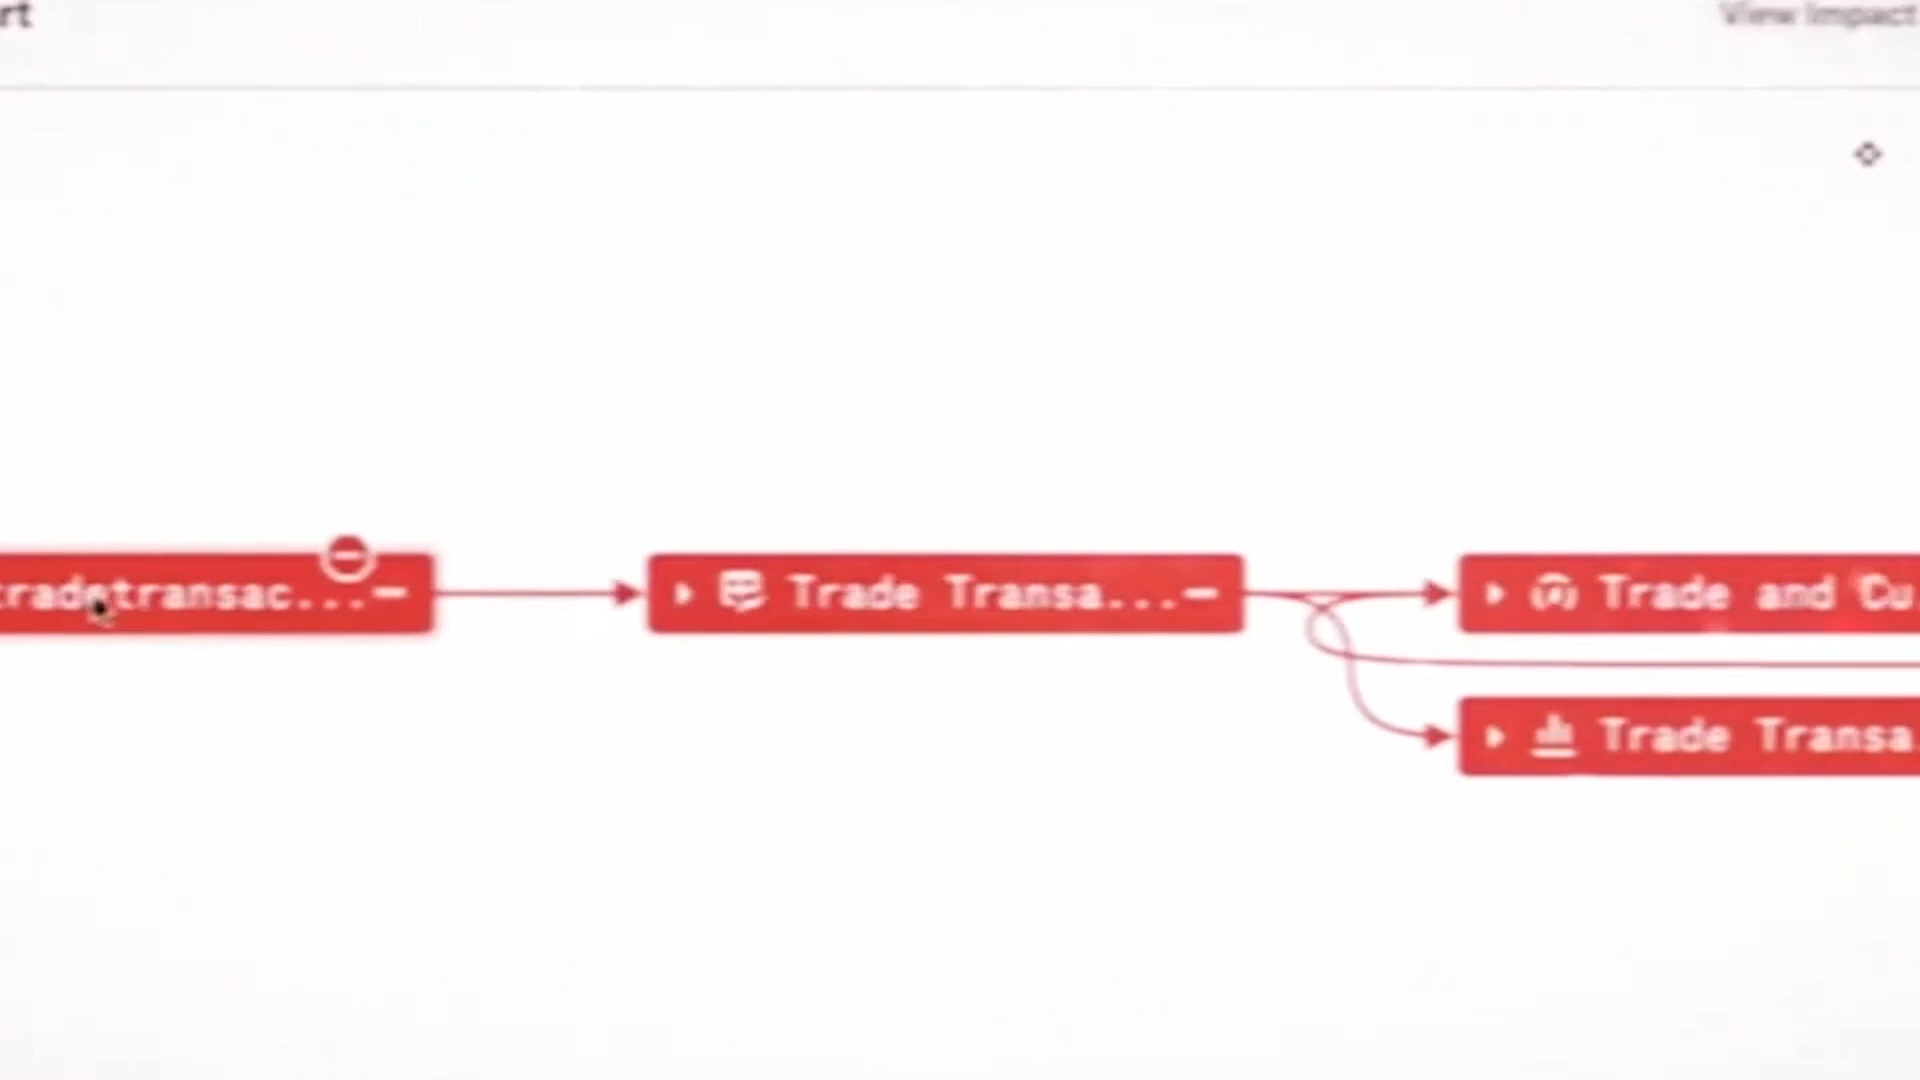 rt
View Impact
tradetransac...
Trade Transa...
Trade and Cu
Trade Transa